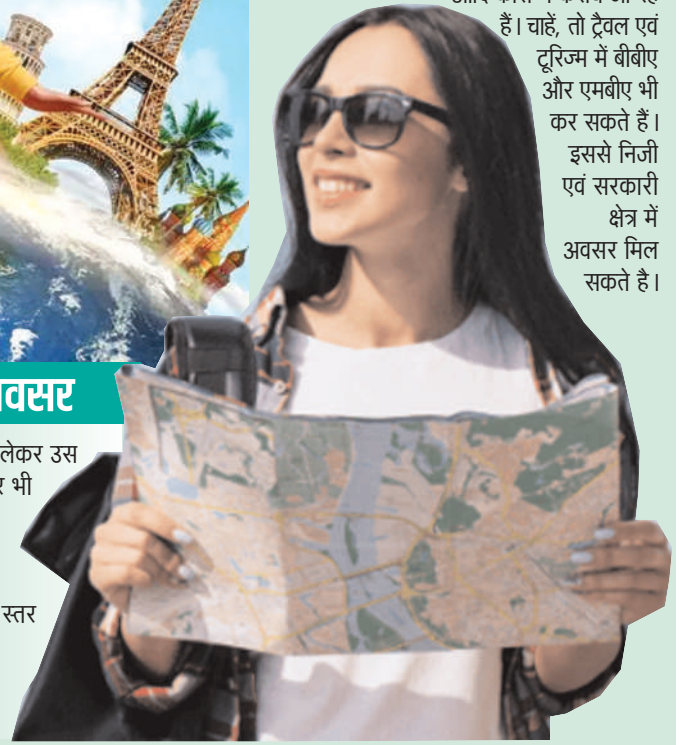 हैं। चाहें, तो ट्रैवल एवं
टूरिज्म में बीबीए
और एमबीए भी
कर सकते हैं।
इससे निजी
एवं सरकारी
क्षेत्र में
अवसर मिल
सकते है।
वसर
लेकर उस
भी
स्तर